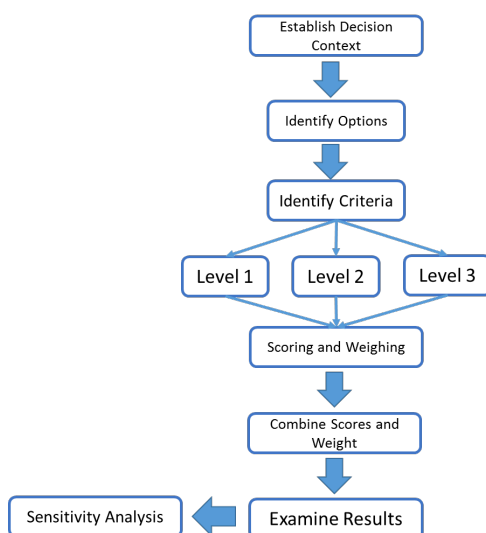 Establish Decision
Context
Identify Options
Identify Criteria
Level 1
Level 2
Level 3
Scoring and Weighing
Combine Scores and
Weight
Sensitivity Analysis
Examine Results